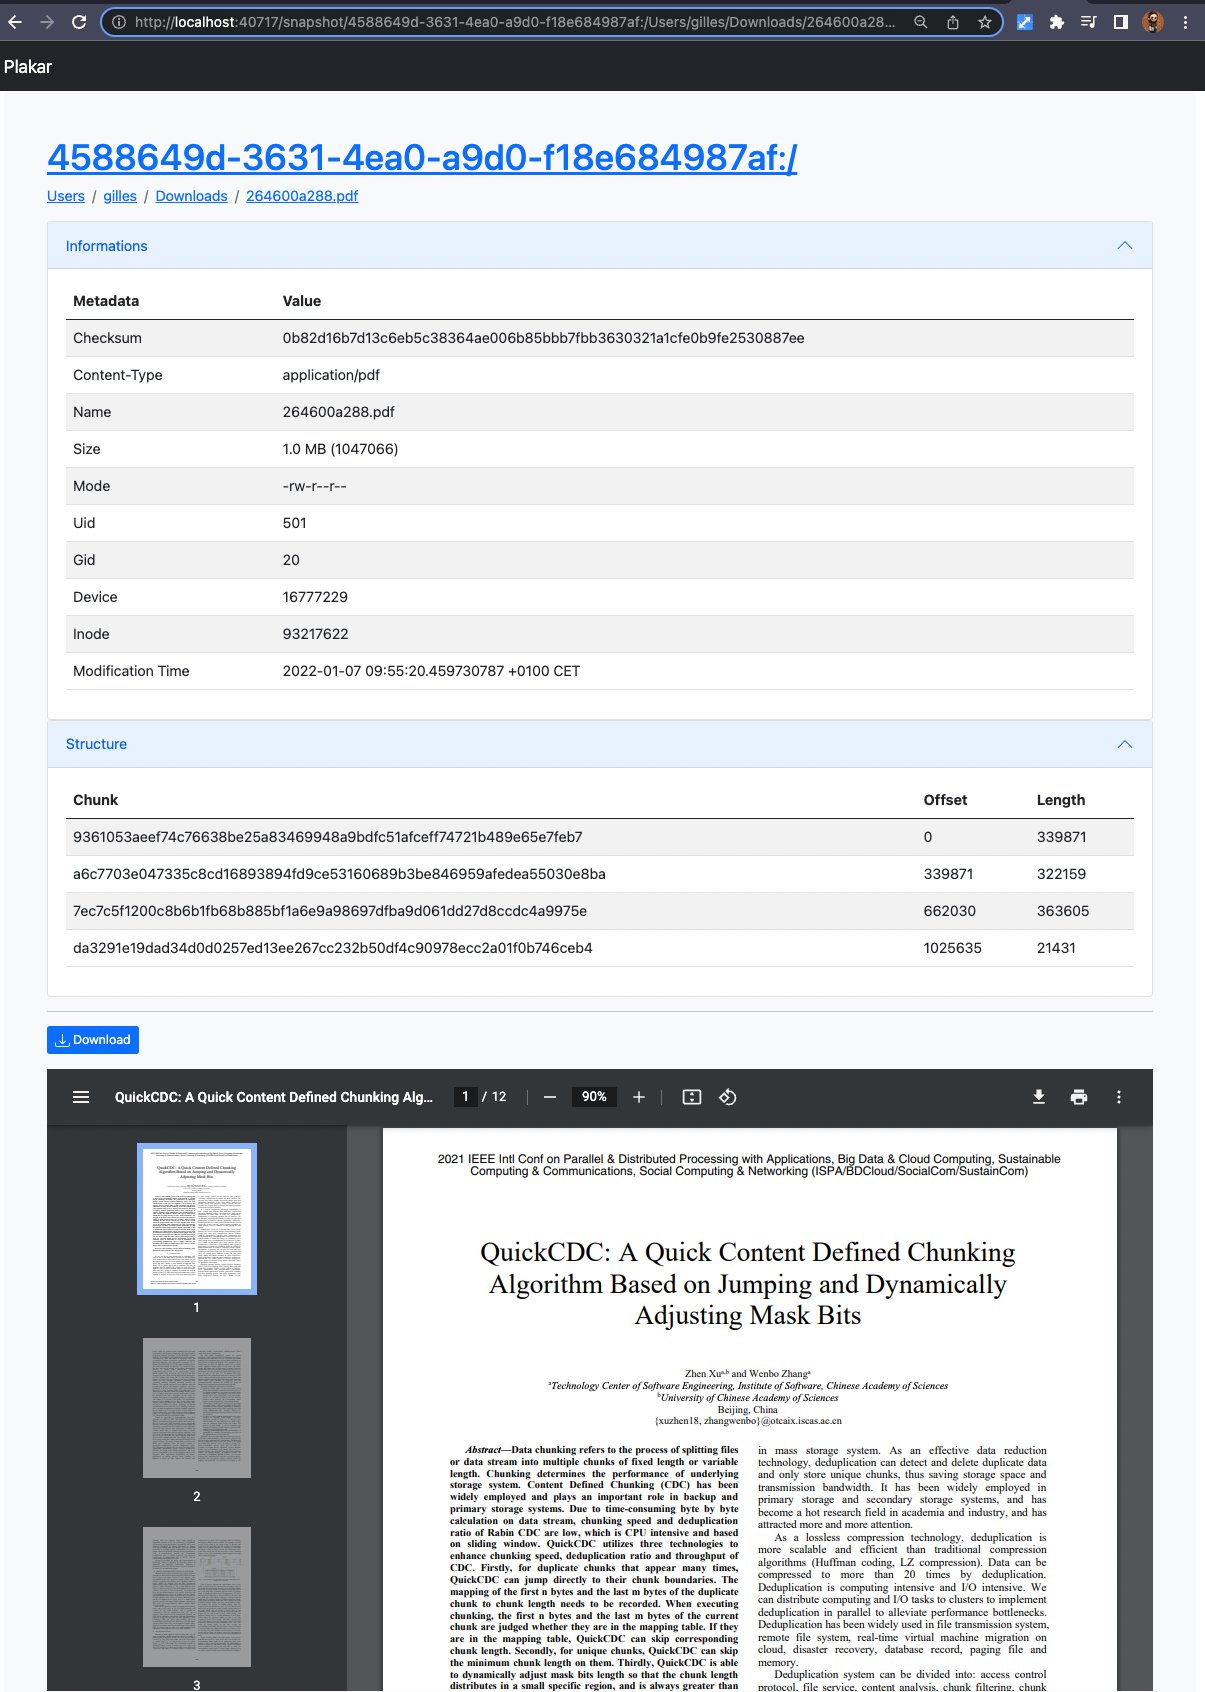 http://localhost:40717/snapshot/4588649d-3631-4ea0-a9d0-f18e684987af:/Users/gilles/Downloads/264600a28...
Plakar
4588649d-3631-4ea0-a9d0-f18e684987af:/
Users / gilles / Downloads / 264600a288.pdf
Informations
Metadata Value
Checksum 0b82d16b7d13c6eb5c38364ae006b85bbb7fbb3630321a1cfe0b9fe2530887ee
Content-Type application/pdf
Name 264600a288.pdf
Size 1.0 MB (1047066)
Mode -rw-r--r--
Uid 501
Gid 20
Device 16777229
Inode 93217622
Modification Time 2022-01-07 09:55:20.459730787 +0100 CET
Structure
Chunk Offset Length
9361053aeef74c76638be25a83469948a9bdfc51afceff74721b489e65e7feb7 0 339871
a6c7703e047335c8cd16893894fd9ce53160689b3be846959afedea55030e8ba 339871 322159
7ec7c5f1200c8b6b1fb68b885bf1a6e9a98697dfba9d061dd27d8ccdc4a9975e 662030 363605
da3291e19dad34d0d0257ed13ee267cc232b50df4c90978ecc2a01f0b746ceb4 1025635 21431
Download
QuickCDC: A Quick Content Defined Chunking Alg... 1 / 12 90%
1
2
3
2021 IEEE Intl Conf on Parallel & Distributed Processing with Applications, Big Data & Cloud Computing, Sustainable
Computing & Communications, Social Computing & Networking (ISPA/BDCloud/SocialCom/SustainCom)
QuickCDC: A Quick Content Defined Chunking
Algorithm Based on Jumping and Dynamically
Adjusting Mask Bits
Zhen Xuᵃ·ᵇ and Wenbo Zhangᵃ
ᵃTechnology Center of Software Engineering, Institute of Software, Chinese Academy of Sciences
ᵇUniversity of Chinese Academy of Sciences
Beijing, China
{xuzhen18, zhangwenbo}@otcaix.iscas.ac.cn
Abstract—Data chunking refers to the process of splitting files
or data stream into multiple chunks of fixed length or variable
length. Chunking determines the performance of underlying
storage system. Content Defined Chunking (CDC) has been
widely employed and plays an important role in backup and
primary storage systems. Due to time-consuming byte by byte
calculation on data stream, chunking speed and deduplication
ratio of Rabin CDC are low, which is CPU intensive and based
on sliding window. QuickCDC utilizes three technologies to
enhance chunking speed, deduplication ratio and throughput of
CDC. Firstly, for duplicate chunks that appear many times,
QuickCDC can jump directly to their chunk boundaries. The
mapping of the first n bytes and the last m bytes of the duplicate
chunk to chunk length needs to be recorded. When executing
chunking, the first n bytes and the last m bytes of the current
chunk are judged whether they are in the mapping table. If they
are in the mapping table, QuickCDC can skip corresponding
chunk length. Secondly, for unique chunks, QuickCDC can skip
the minimum chunk length on them. Thirdly, QuickCDC is able
to dynamically adjust mask bits length so that the chunk length
distributes in a small specific region, and is always greater than
in mass storage system. As an effective data reduction
technology, deduplication can detect and delete duplicate data
and only store unique chunks, thus saving storage space and
transmission bandwidth. It has been widely employed in
primary storage and secondary storage systems, and has
become a hot research field in academia and industry, and has
attracted more and more attention.
As a lossless compression technology, deduplication is
more scalable and efficient than traditional compression
algorithms (Huffman coding, LZ compression). Data can be
compressed to more than 20 times by deduplication.
Deduplication is computing intensive and I/O intensive. We
can distribute computing and I/O tasks to clusters to implement
deduplication in parallel to alleviate performance bottlenecks.
Deduplication has been widely used in file transmission system,
remote file system, real-time virtual machine migration on
cloud, disaster recovery, database record, paging file and
memory.
Deduplication system can be divided into: access control
protocol, file service, content analysis, chunk filtering, chunk